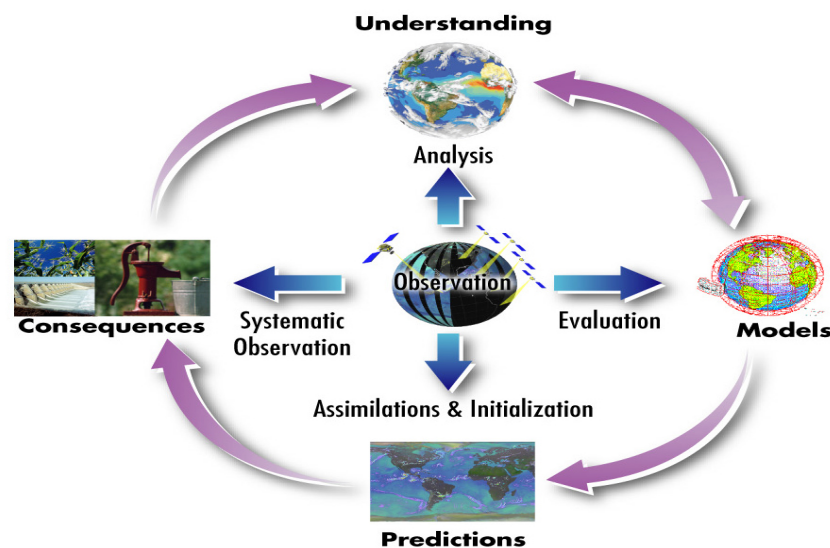 Understanding
Analysis
Observation
Consequences
Systematic
Observation
Evaluation
Models
Assimilations & Initialization
Predictions